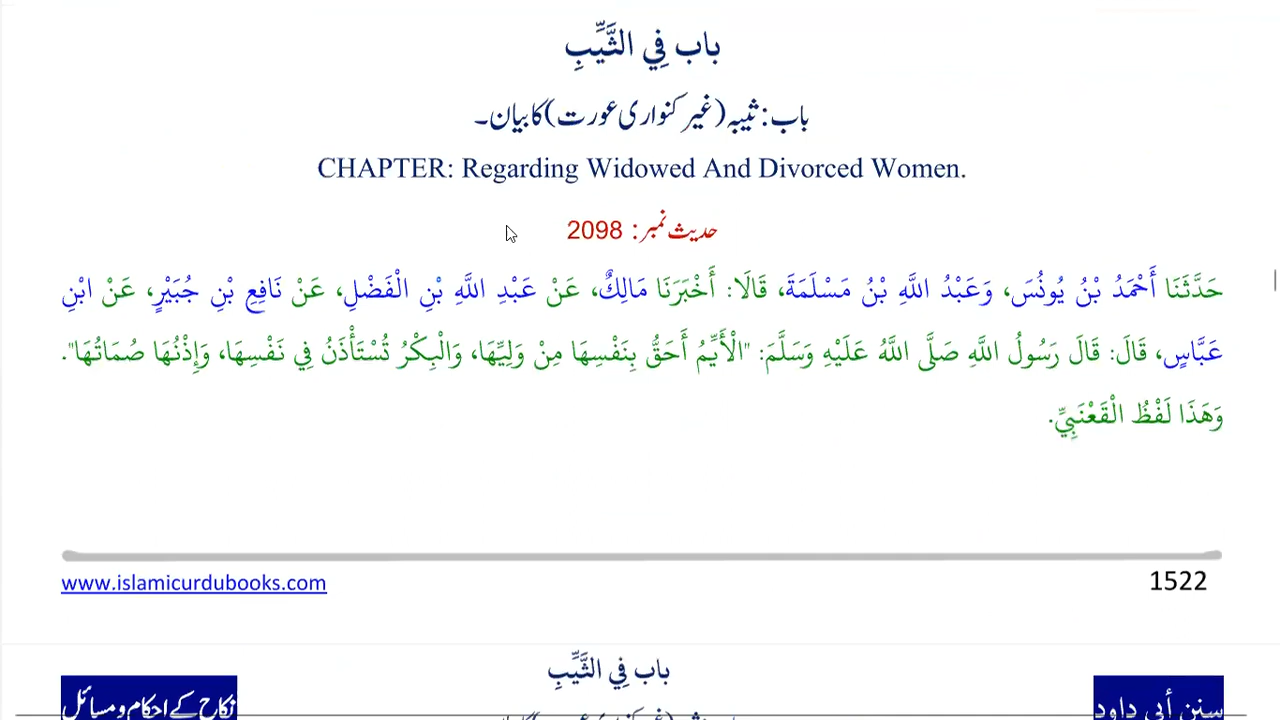 باب فِي الثَّيِّبِ
باب: ثیبہ (غیر کنواری عورت) کا بیان۔
CHAPTER: Regarding Widowed And Divorced Women.
حدیث نمبر: 2098
حَدَّثَنَا أَحْمَدُ بْنُ يُونُسَ، وَعَبْدُ اللَّهِ بْنُ مَسْلَمَةَ، قَالَا: أَخْبَرَنَا مَالِكٌ، عَنْ عَبْدِ اللَّهِ بْنِ الْفَضْلِ، عَنْ نَافِعِ بْنِ جُبَيْرٍ، عَنْ ابْنِ
عَبَّاسٍ، قَالَ: قَالَ رَسُولُ اللَّهِ صَلَّى اللَّهُ عَلَيْهِ وَسَلَّمَ: "الْأَيِّمُ أَحَقُّ بِنَفْسِهَا مِنْ وَلِيِّهَا، وَالْبِكْرُ تُسْتَأْذَنُ فِي نَفْسِهَا، وَإِذْنُهَا صُمَاتُهَا".
وَهَذَا لَفْظُ الْقَعْنَبِيِّ.
www.islamicurdubooks.com 1522
باب فِي الثَّيِّبِ
سنن أبی داود
نکاح کے احکام و مسائل